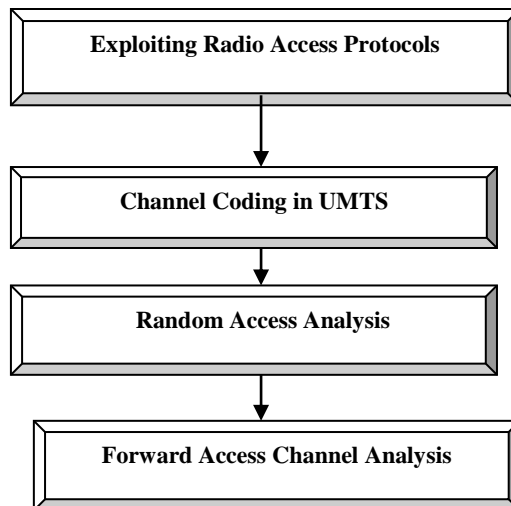 Exploiting Radio Access Protocols
Channel Coding in UMTS
Random Access Analysis
Forward Access Channel Analysis